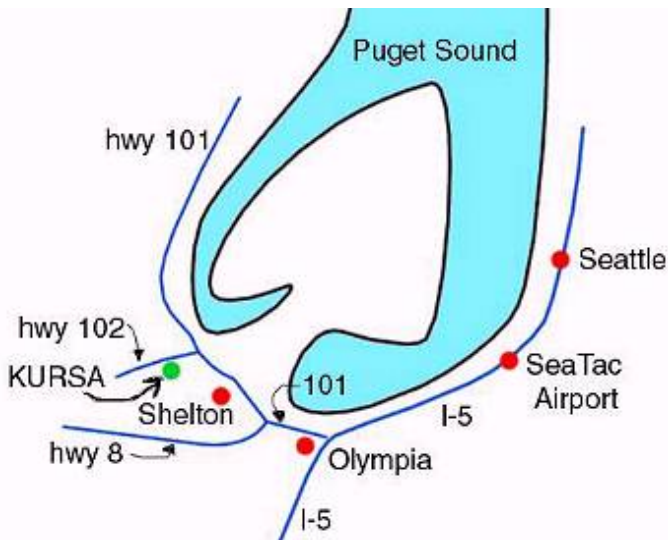 Puget Sound
hwy 101
Seattle
hwy 102
KURSA
101
SeaTac
Airport
Shelton
I-5
hwy 8
Olympia
I-5